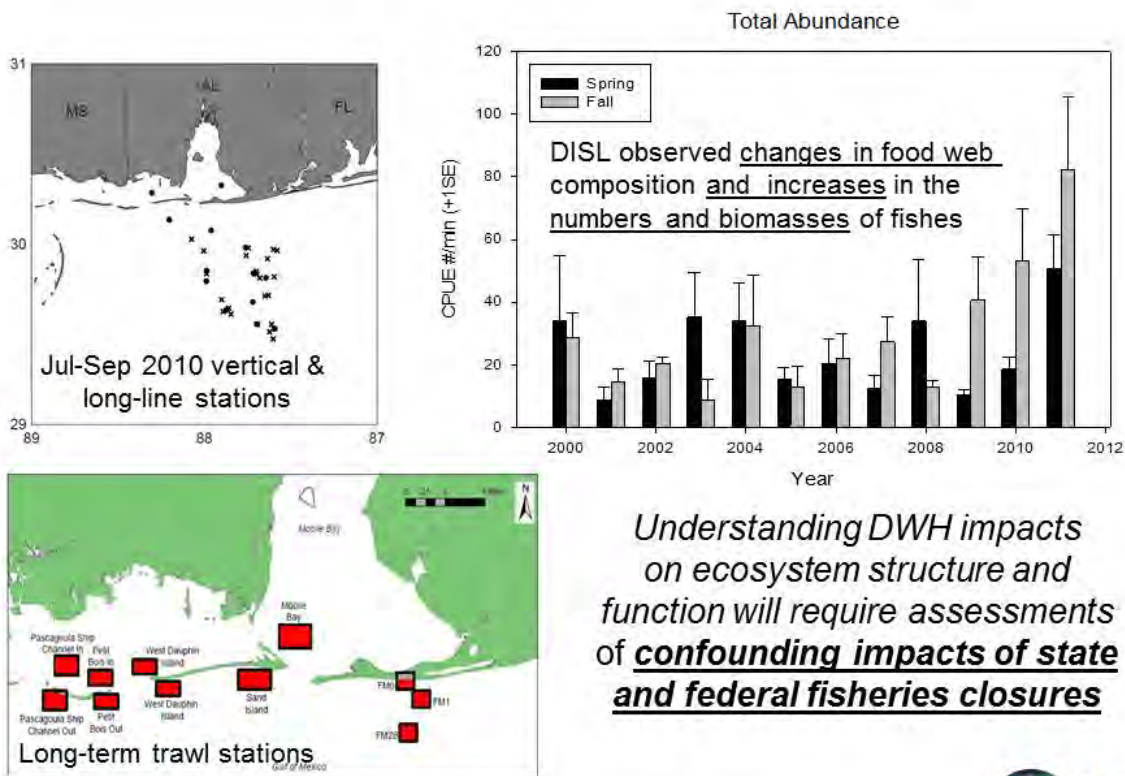 Total Abundance
31
30
29
89
88
87
MS
AL
FL
Jul-Sep 2010 vertical &
long-line stations
120
100
80
60
40
20
0
CPUE #/min (+1SE)
Spring
Fall
DISL observed changes in food web
composition and increases in the
numbers and biomasses of fishes
2000
2002
2004
2006
2008
2010
2012
Year
N
Mobile Bay
Mobile
Bay
Pascagoula Ship
Channel In
Petit
Bois In
West Dauphin
Island
Pascagoula Ship
Channel Out
Petit
Bois Out
West Dauphin
Island
Sand
Island
FM1
Long-term trawl stations
Gulf of Mexico
Understanding DWH impacts
on ecosystem structure and
function will require assessments
of confounding impacts of state
and federal fisheries closures